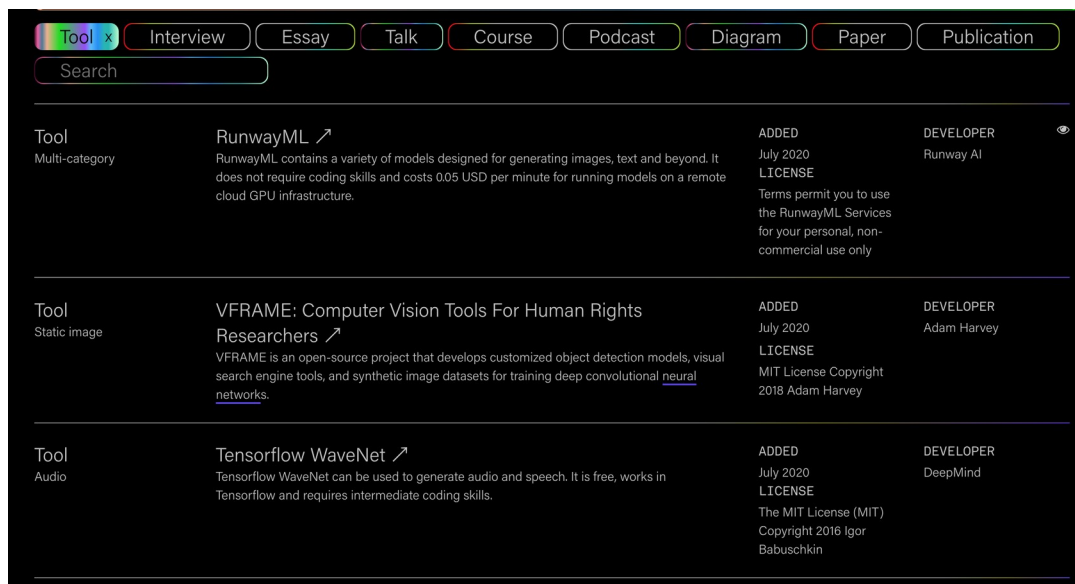 Tool x
Interview
Essay
Talk
Course
Podcast
Diagram
Paper
Publication
Search
Tool
Multi-category
RunwayML ↗
RunwayML contains a variety of models designed for generating images, text and beyond. It
does not require coding skills and costs 0.05 USD per minute for running models on a remote
cloud GPU infrastructure.
ADDED
July 2020
LICENSE
Terms permit you to use
the RunwayML Services
for your personal, non-
commercial use only
DEVELOPER
Runway AI
Tool
Static image
VFRAME: Computer Vision Tools For Human Rights
Researchers ↗
VFRAME is an open-source project that develops customized object detection models, visual
search engine tools, and synthetic image datasets for training deep convolutional neural
networks.
ADDED
July 2020
LICENSE
MIT License Copyright
2018 Adam Harvey
DEVELOPER
Adam Harvey
Tool
Audio
Tensorflow WaveNet ↗
Tensorflow WaveNet can be used to generate audio and speech. It is free, works in
Tensorflow and requires intermediate coding skills.
ADDED
July 2020
LICENSE
The MIT License (MIT)
Copyright 2016 Igor
Babuschkin
DEVELOPER
DeepMind